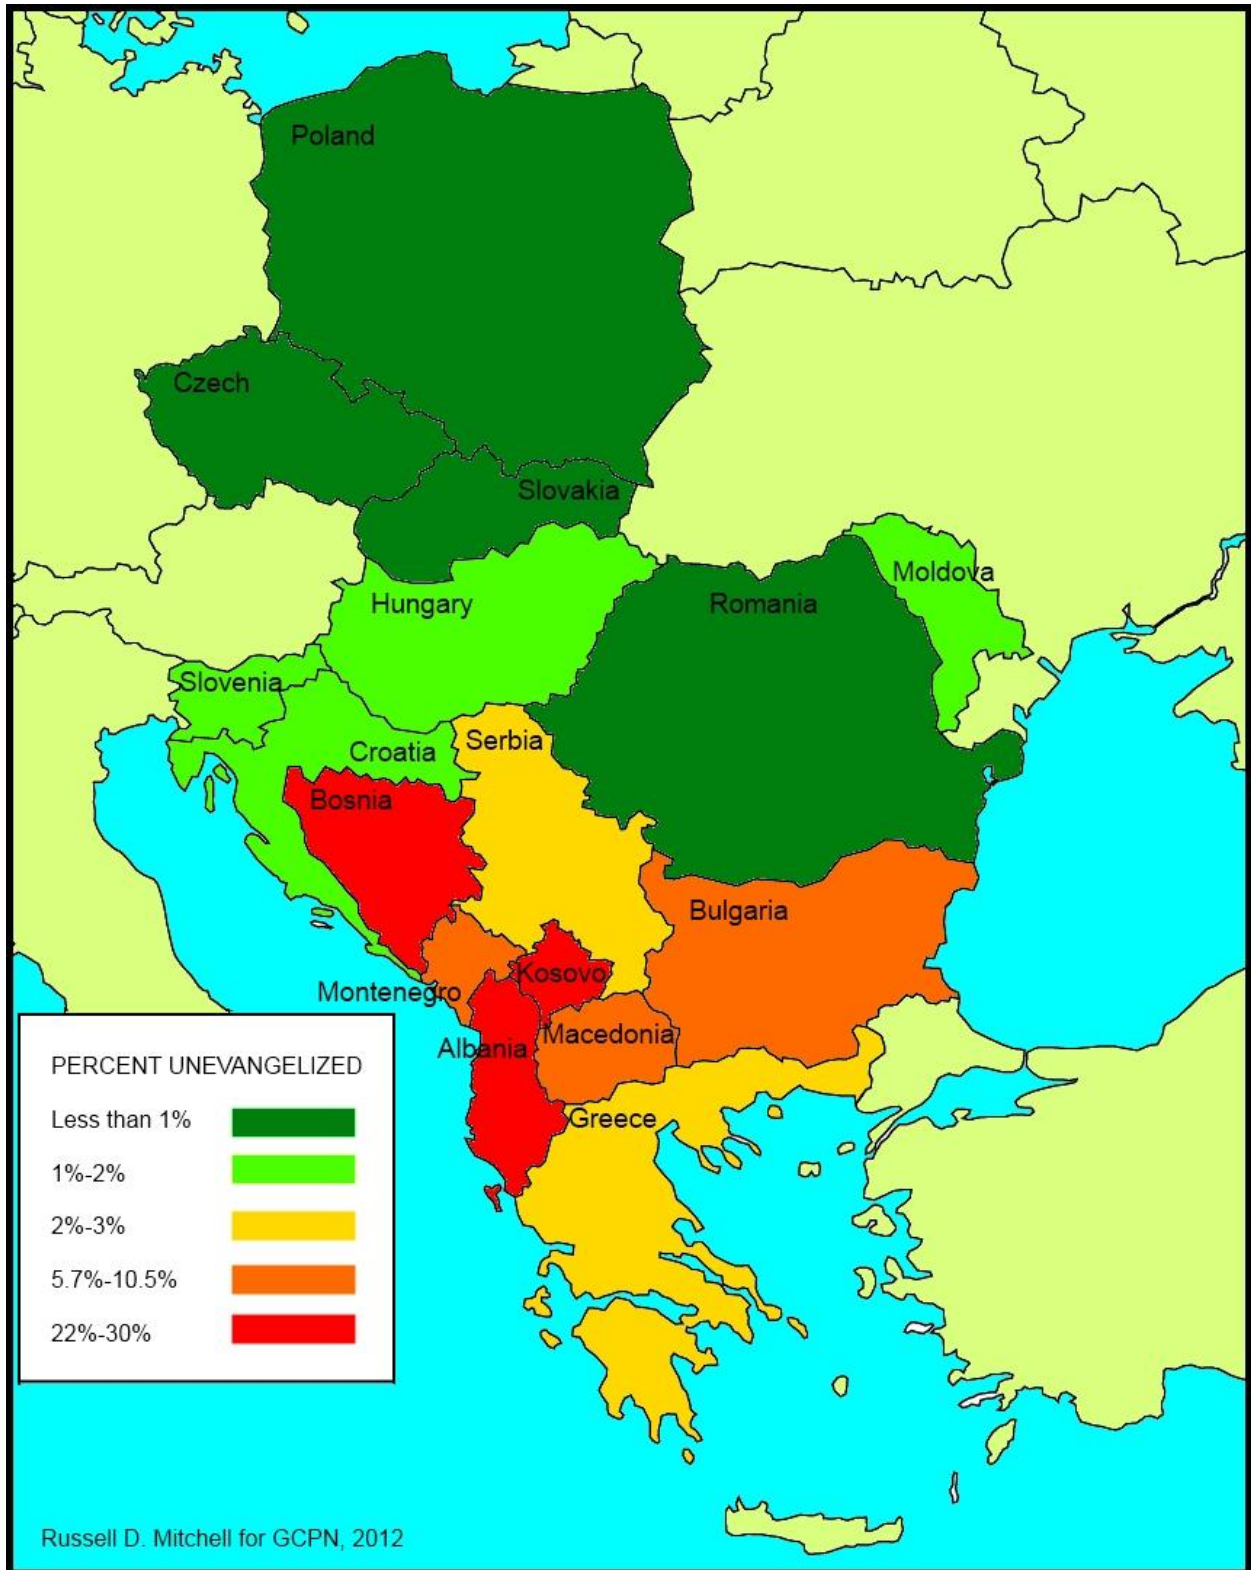 Poland
Czech
Slovakia
Moldova
Hungary
Romania
Slovenia
Serbia
Croatia
Bosnia
Bulgaria
Kosovo
Montenegro
Macedonia
Albania
Greece
PERCENT UNEVANGELIZED
Less than 1%
1%-2%
2%-3%
5.7%-10.5%
22%-30%
Russell D. Mitchell for GCPN, 2012